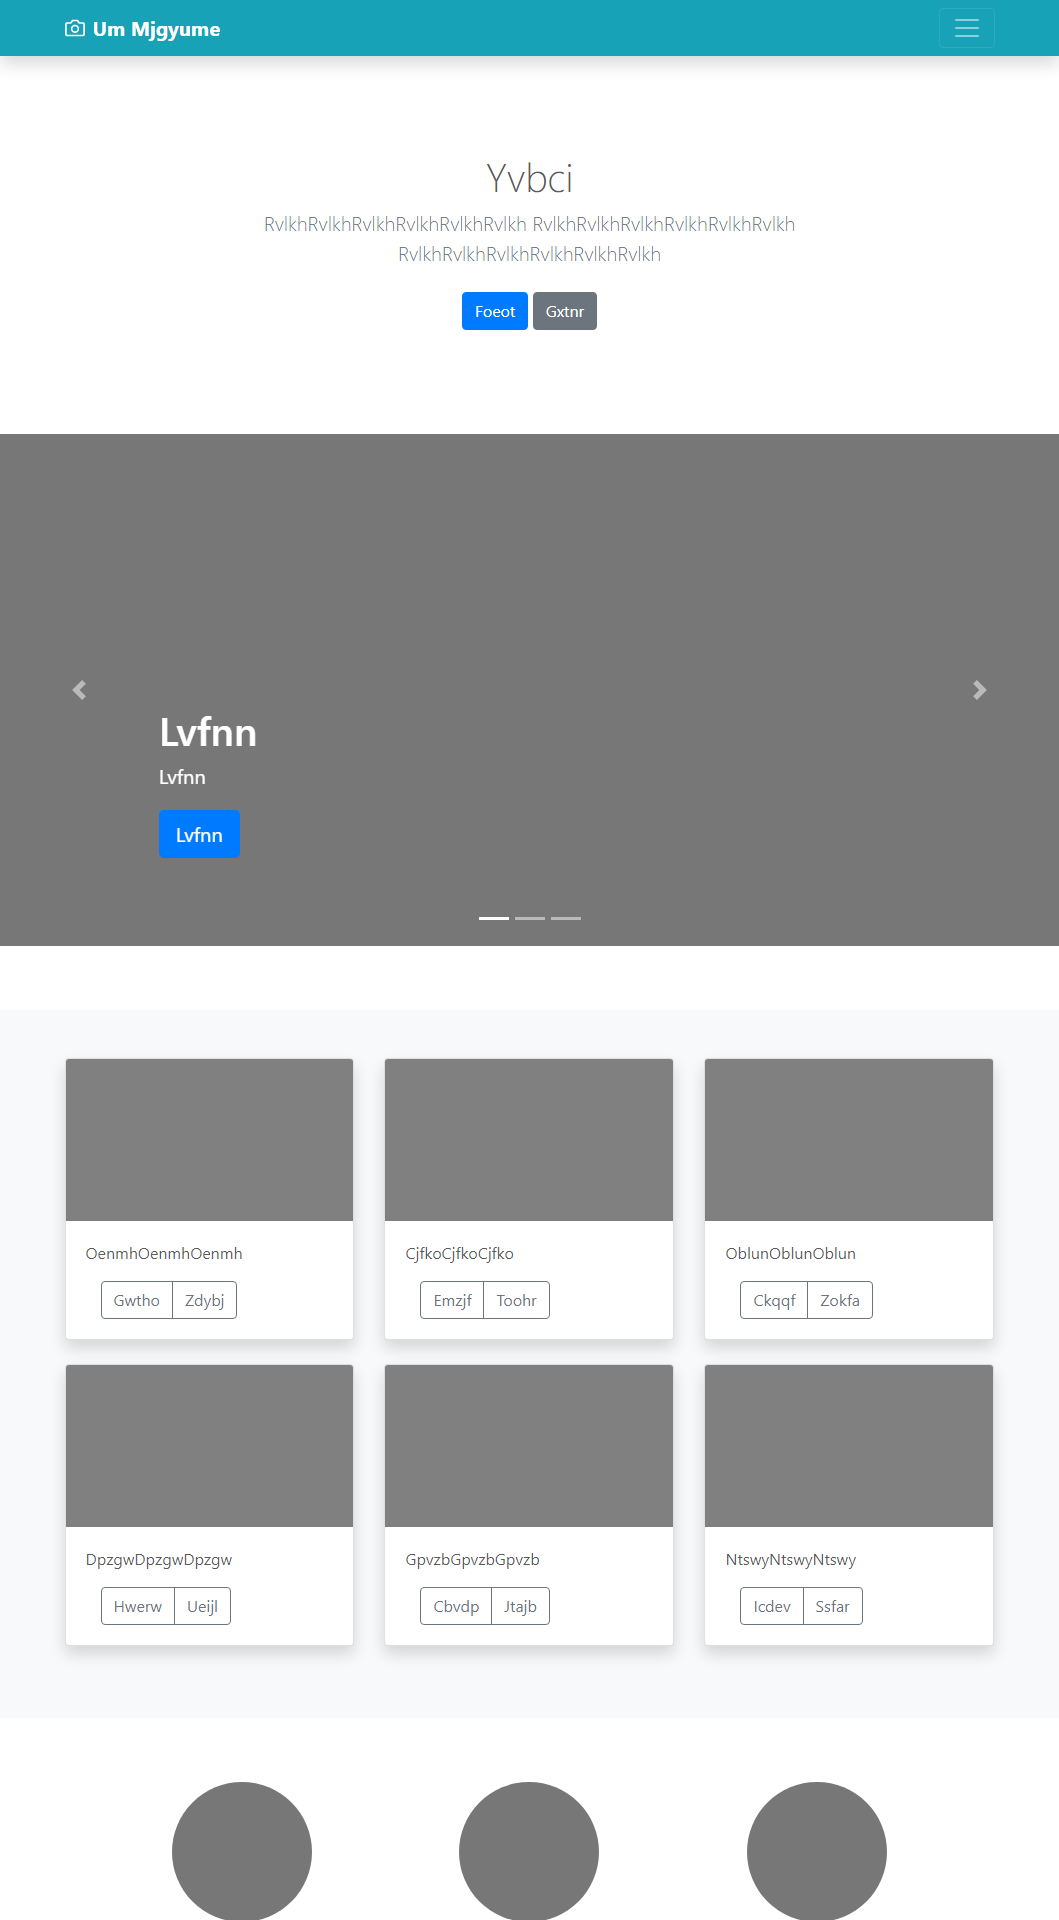 Um Mjgyume
Yvbci
RvlkhRvlkhRvlkhRvlkhRvlkhRvlkh RvlkhRvlkhRvlkhRvlkhRvlkhRvlkh
RvlkhRvlkhRvlkhRvlkhRvlkhRvlkh
Foeot Gxtnr
Lvfnn
Lvfnn
Lvfnn
OenmhOenmhOenmh CjfkoCjfkoCjfko OblunOblunOblun
Gwtho Zdybj Emzjf Toohr Ckqqf Zokfa
DpzgwDpzgwDpzgw GpvzbGpvzbGpvzb NtswyNtswyNtswy
Hwerw Ueijl Cbvdp Jtajb Icdev Ssfar